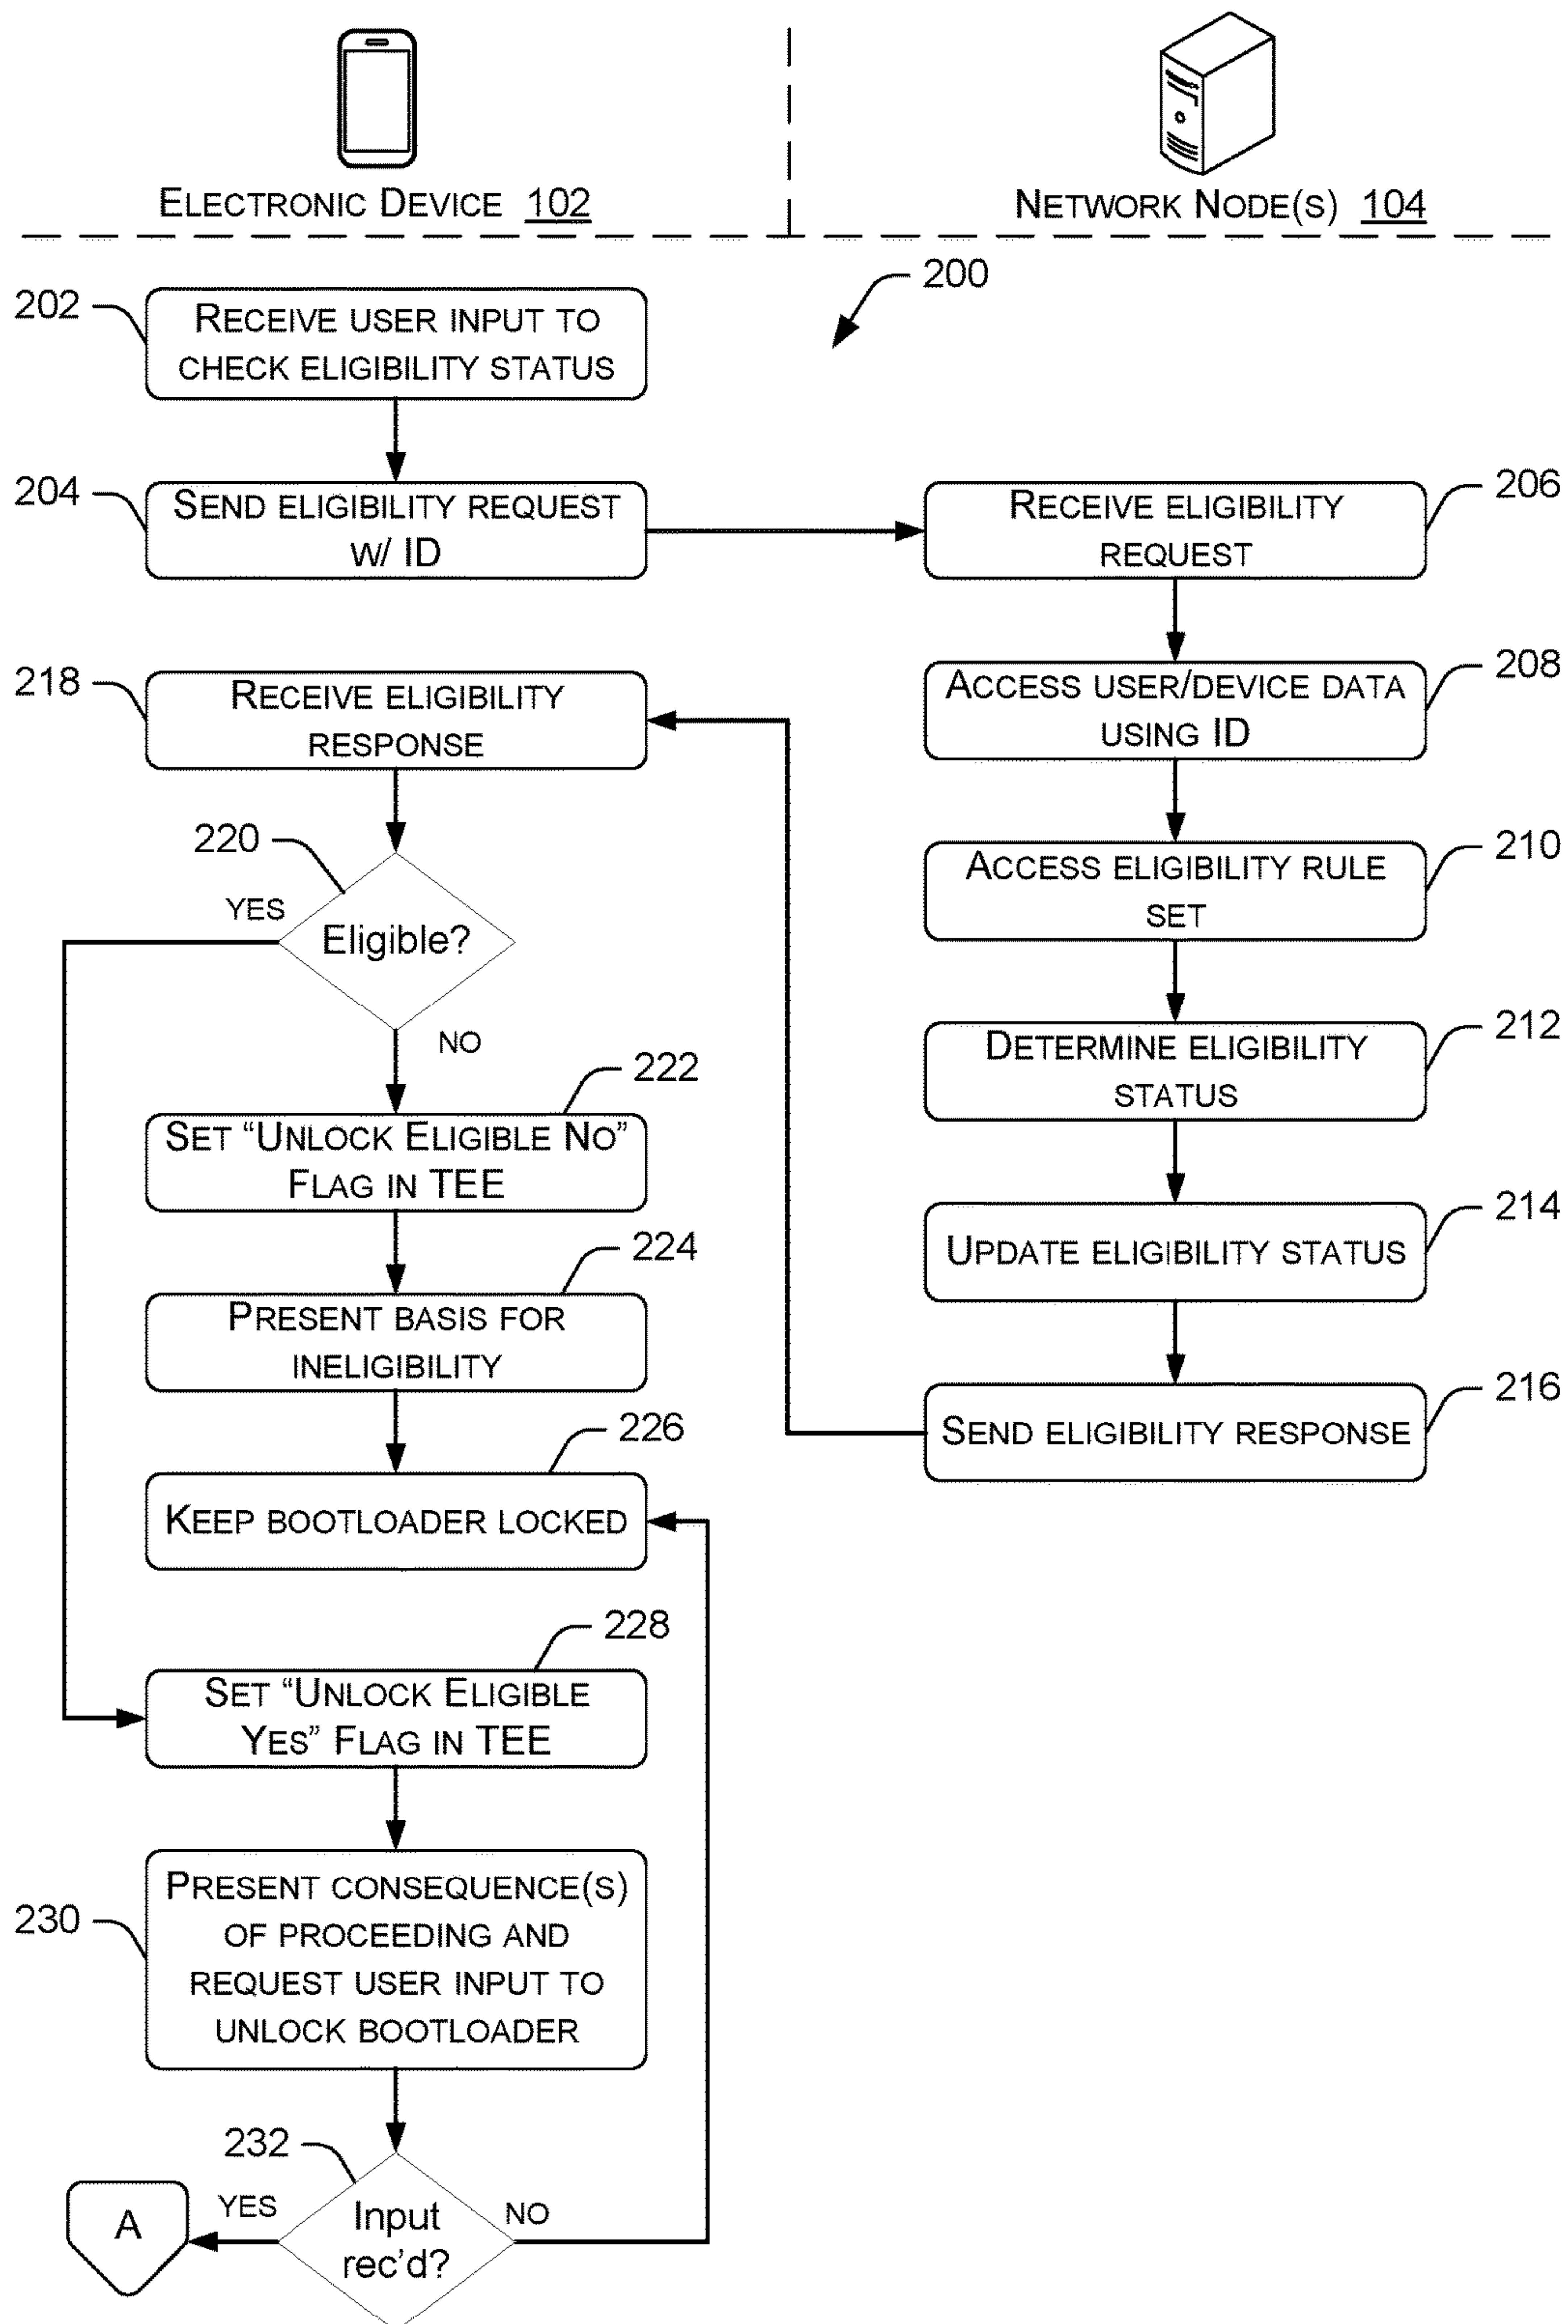 ELECTRONIC DEVICE 102
NETWORK NODE(S) 104
200
202
RECEIVE USER INPUT TO
CHECK ELIGIBILITY STATUS
204
SEND ELIGIBILITY REQUEST
W/ ID
206
RECEIVE ELIGIBILITY
REQUEST
208
ACCESS USER/DEVICE DATA
USING ID
210
ACCESS ELIGIBILITY RULE
SET
212
DETERMINE ELIGIBILITY
STATUS
214
UPDATE ELIGIBILITY STATUS
216
SEND ELIGIBILITY RESPONSE
218
RECEIVE ELIGIBILITY
RESPONSE
220
YES
Eligible?
NO
222
SET “UNLOCK ELIGIBLE NO”
FLAG IN TEE
224
PRESENT BASIS FOR
INELIGIBILITY
226
KEEP BOOTLOADER LOCKED
228
SET “UNLOCK ELIGIBLE
YES” FLAG IN TEE
230
PRESENT CONSEQUENCE(S)
OF PROCEEDING AND
REQUEST USER INPUT TO
UNLOCK BOOTLOADER
232
A
YES
Input
rec'd?
NO